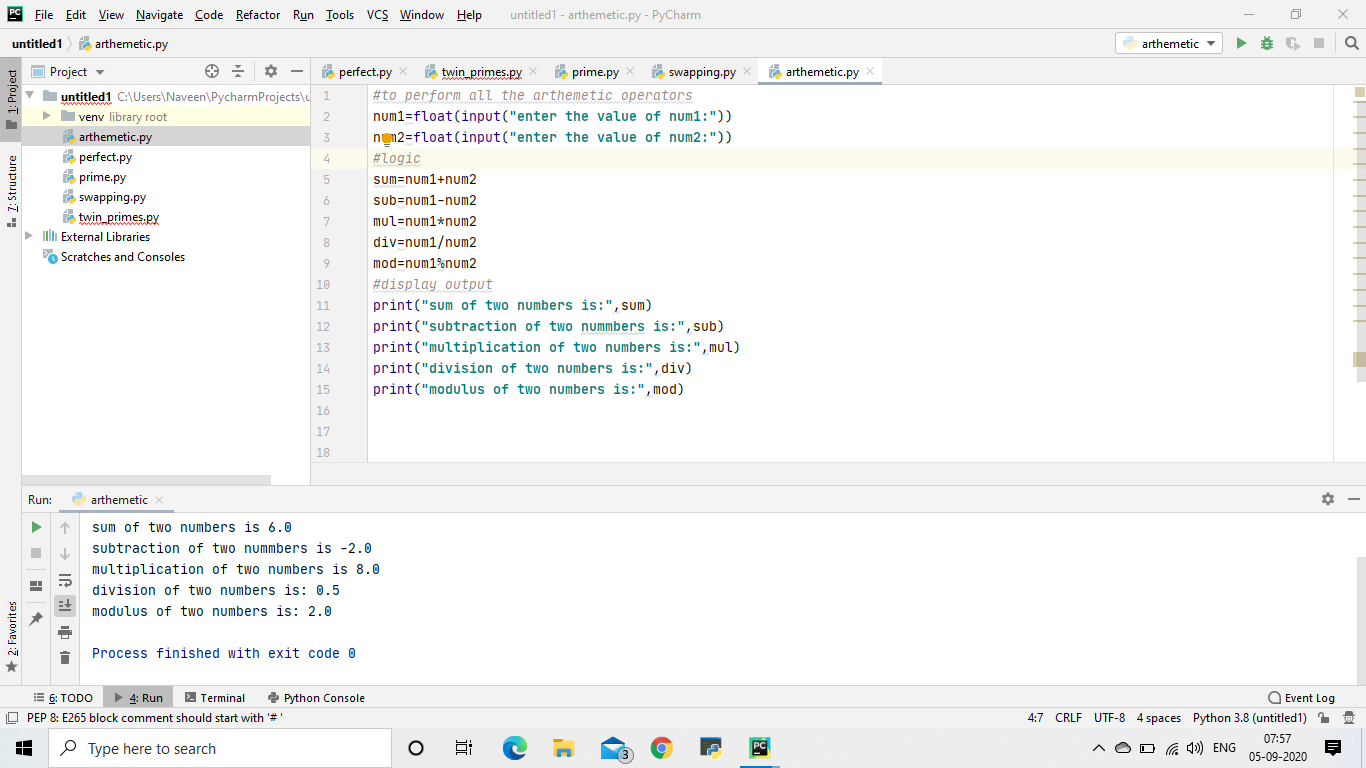 File Edit View Navigate Code Refactor Run Tools VCS Window Help untitled1 - arthemetic.py - PyCharm
untitled1 arthemetic.py arthemetic
Project
perfect.py twin_primes.py prime.py swapping.py arthemetic.py
1: Project
7: Structure
2: Favorites
untitled1 C:\Users\Naveen\PycharmProjects\u
venv library root
arthemetic.py
perfect.py
prime.py
swapping.py
twin_primes.py
External Libraries
Scratches and Consoles
1 #to perform all the arthemetic operators
2 num1=float(input("enter the value of num1:"))
3 num2=float(input("enter the value of num2:"))
4 #logic
5 sum=num1+num2
6 sub=num1-num2
7 mul=num1*num2
8 div=num1/num2
9 mod=num1%num2
10 #display output
11 print("sum of two numbers is:",sum)
12 print("subtraction of two nummbers is:",sub)
13 print("multiplication of two numbers is:",mul)
14 print("division of two numbers is:",div)
15 print("modulus of two numbers is:",mod)
16
17
18
Run: arthemetic
sum of two numbers is 6.0
subtraction of two nummbers is -2.0
multiplication of two numbers is 8.0
division of two numbers is: 0.5
modulus of two numbers is: 2.0
Process finished with exit code 0
6: TODO 4: Run Terminal Python Console Event Log
PEP 8: E265 block comment should start with '# ' 4:7 CRLF UTF-8 4 spaces Python 3.8 (untitled1)
Type here to search 3 PC ENG 07:57
05-09-2020